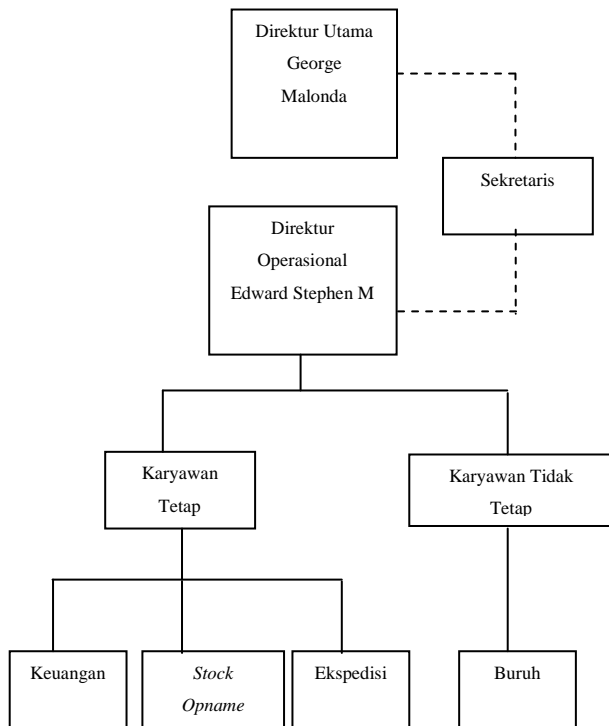 Direktur Utama
George
Malonda
Sekretaris
Direktur
Operasional
Edward Stephen M
Karyawan
Tetap
Karyawan Tidak
Tetap
Keuangan
Stock
Opname
Ekspedisi
Buruh